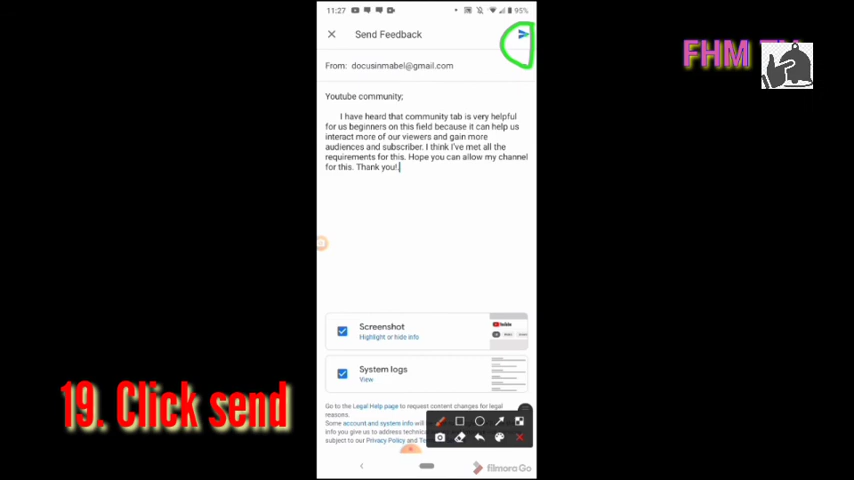 11:27
95%
Send Feedback
FHM
From: docusinmabel@gmail.com
Youtube community;
I have heard that community tab is very helpful
for us beginners on this field because it can help us
interact more of our viewers and gain more
audiences and subscriber. I think I've met all the
requirements for this. Hope you can allow my channel
for this. Thank you!.
Screenshot
Highlight or hide info
System logs
View
19. Click send
Go to the Legal Help page to request content changes for legal
reasons.
Some account and system info will be
info you give us to address technical
subject to our Privacy Policy and Te
filmora Go